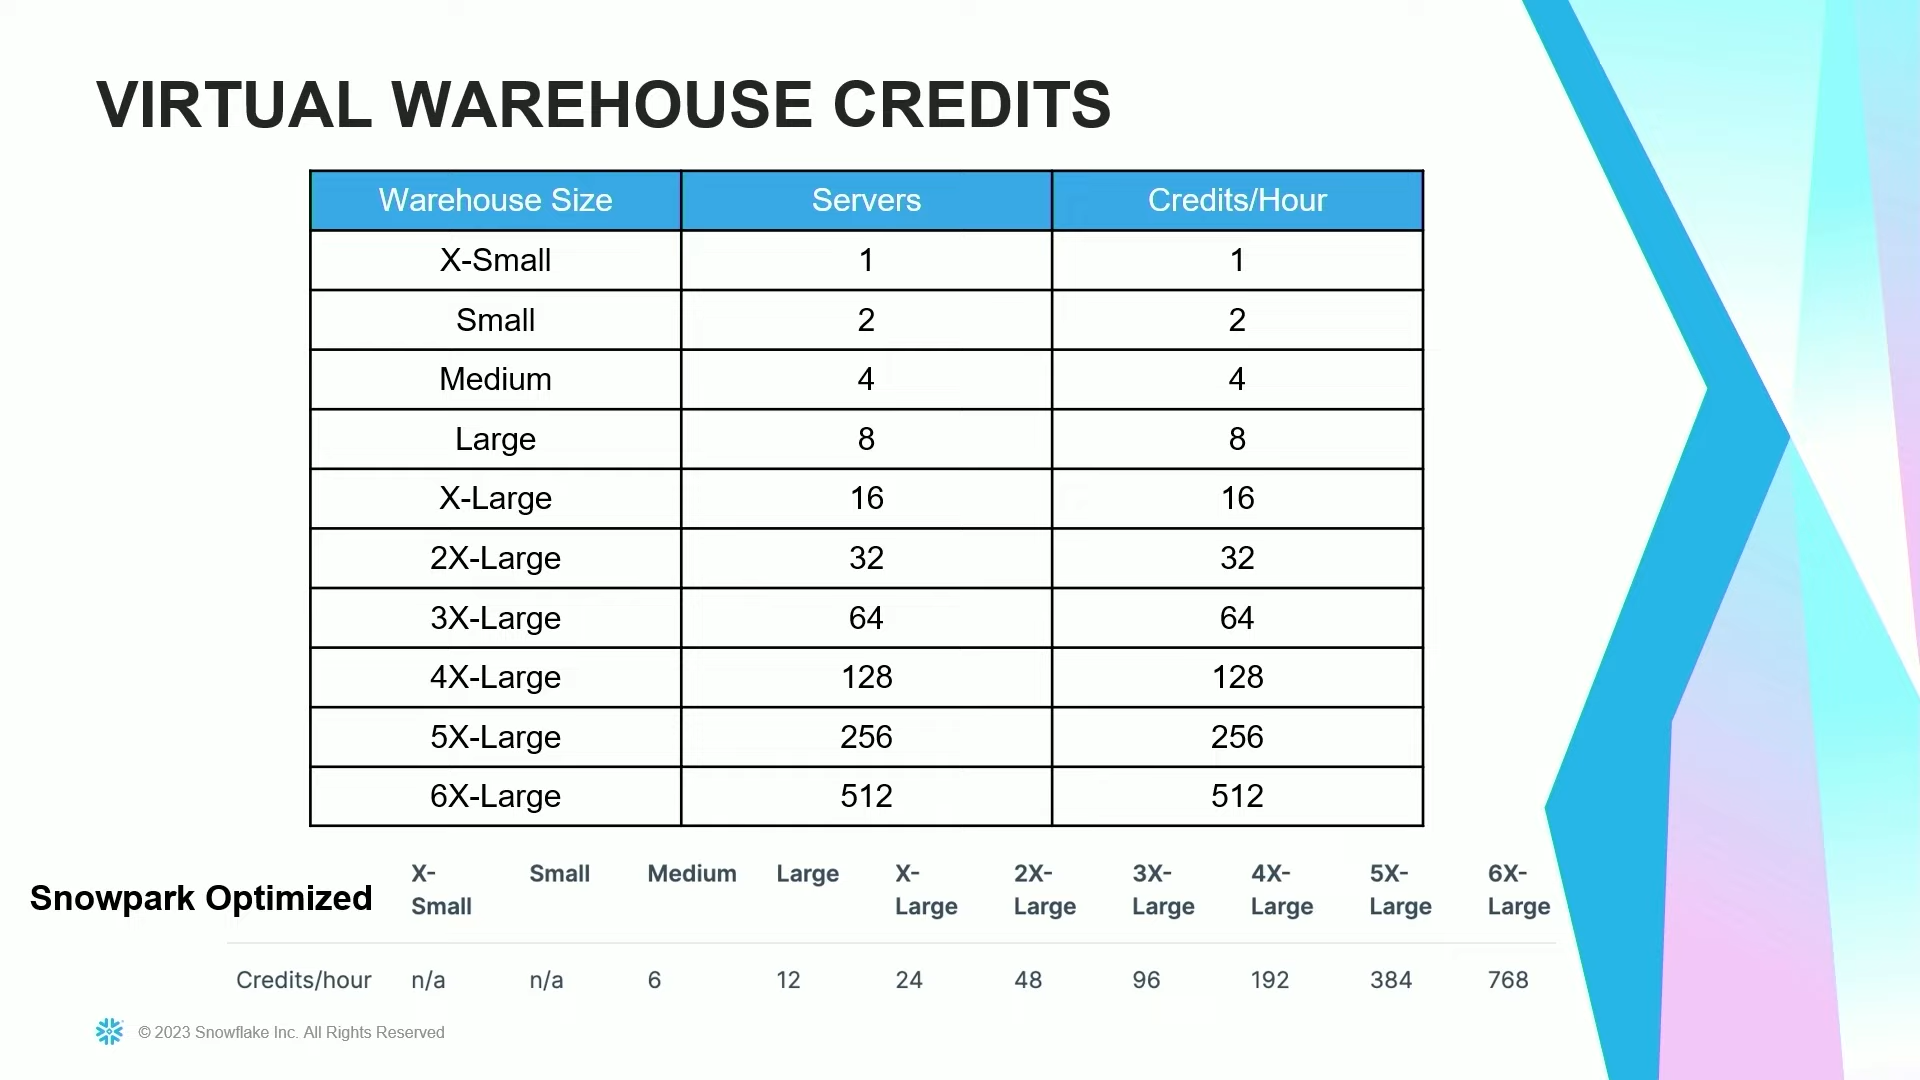 VIRTUAL WAREHOUSE CREDITS
Warehouse Size Servers Credits/Hour
X-Small 1 1
Small 2 2
Medium 4 4
Large 8 8
X-Large 16 16
2X-Large 32 32
3X-Large 64 64
4X-Large 128 128
5X-Large 256 256
6X-Large 512 512
Snowpark Optimized
X- Small Medium Large X- 2X- 3X- 4X- 5X- 6X-
Small Large Large Large Large Large Large
Credits/hour n/a n/a 6 12 24 48 96 192 384 768
© 2023 Snowflake Inc. All Rights Reserved